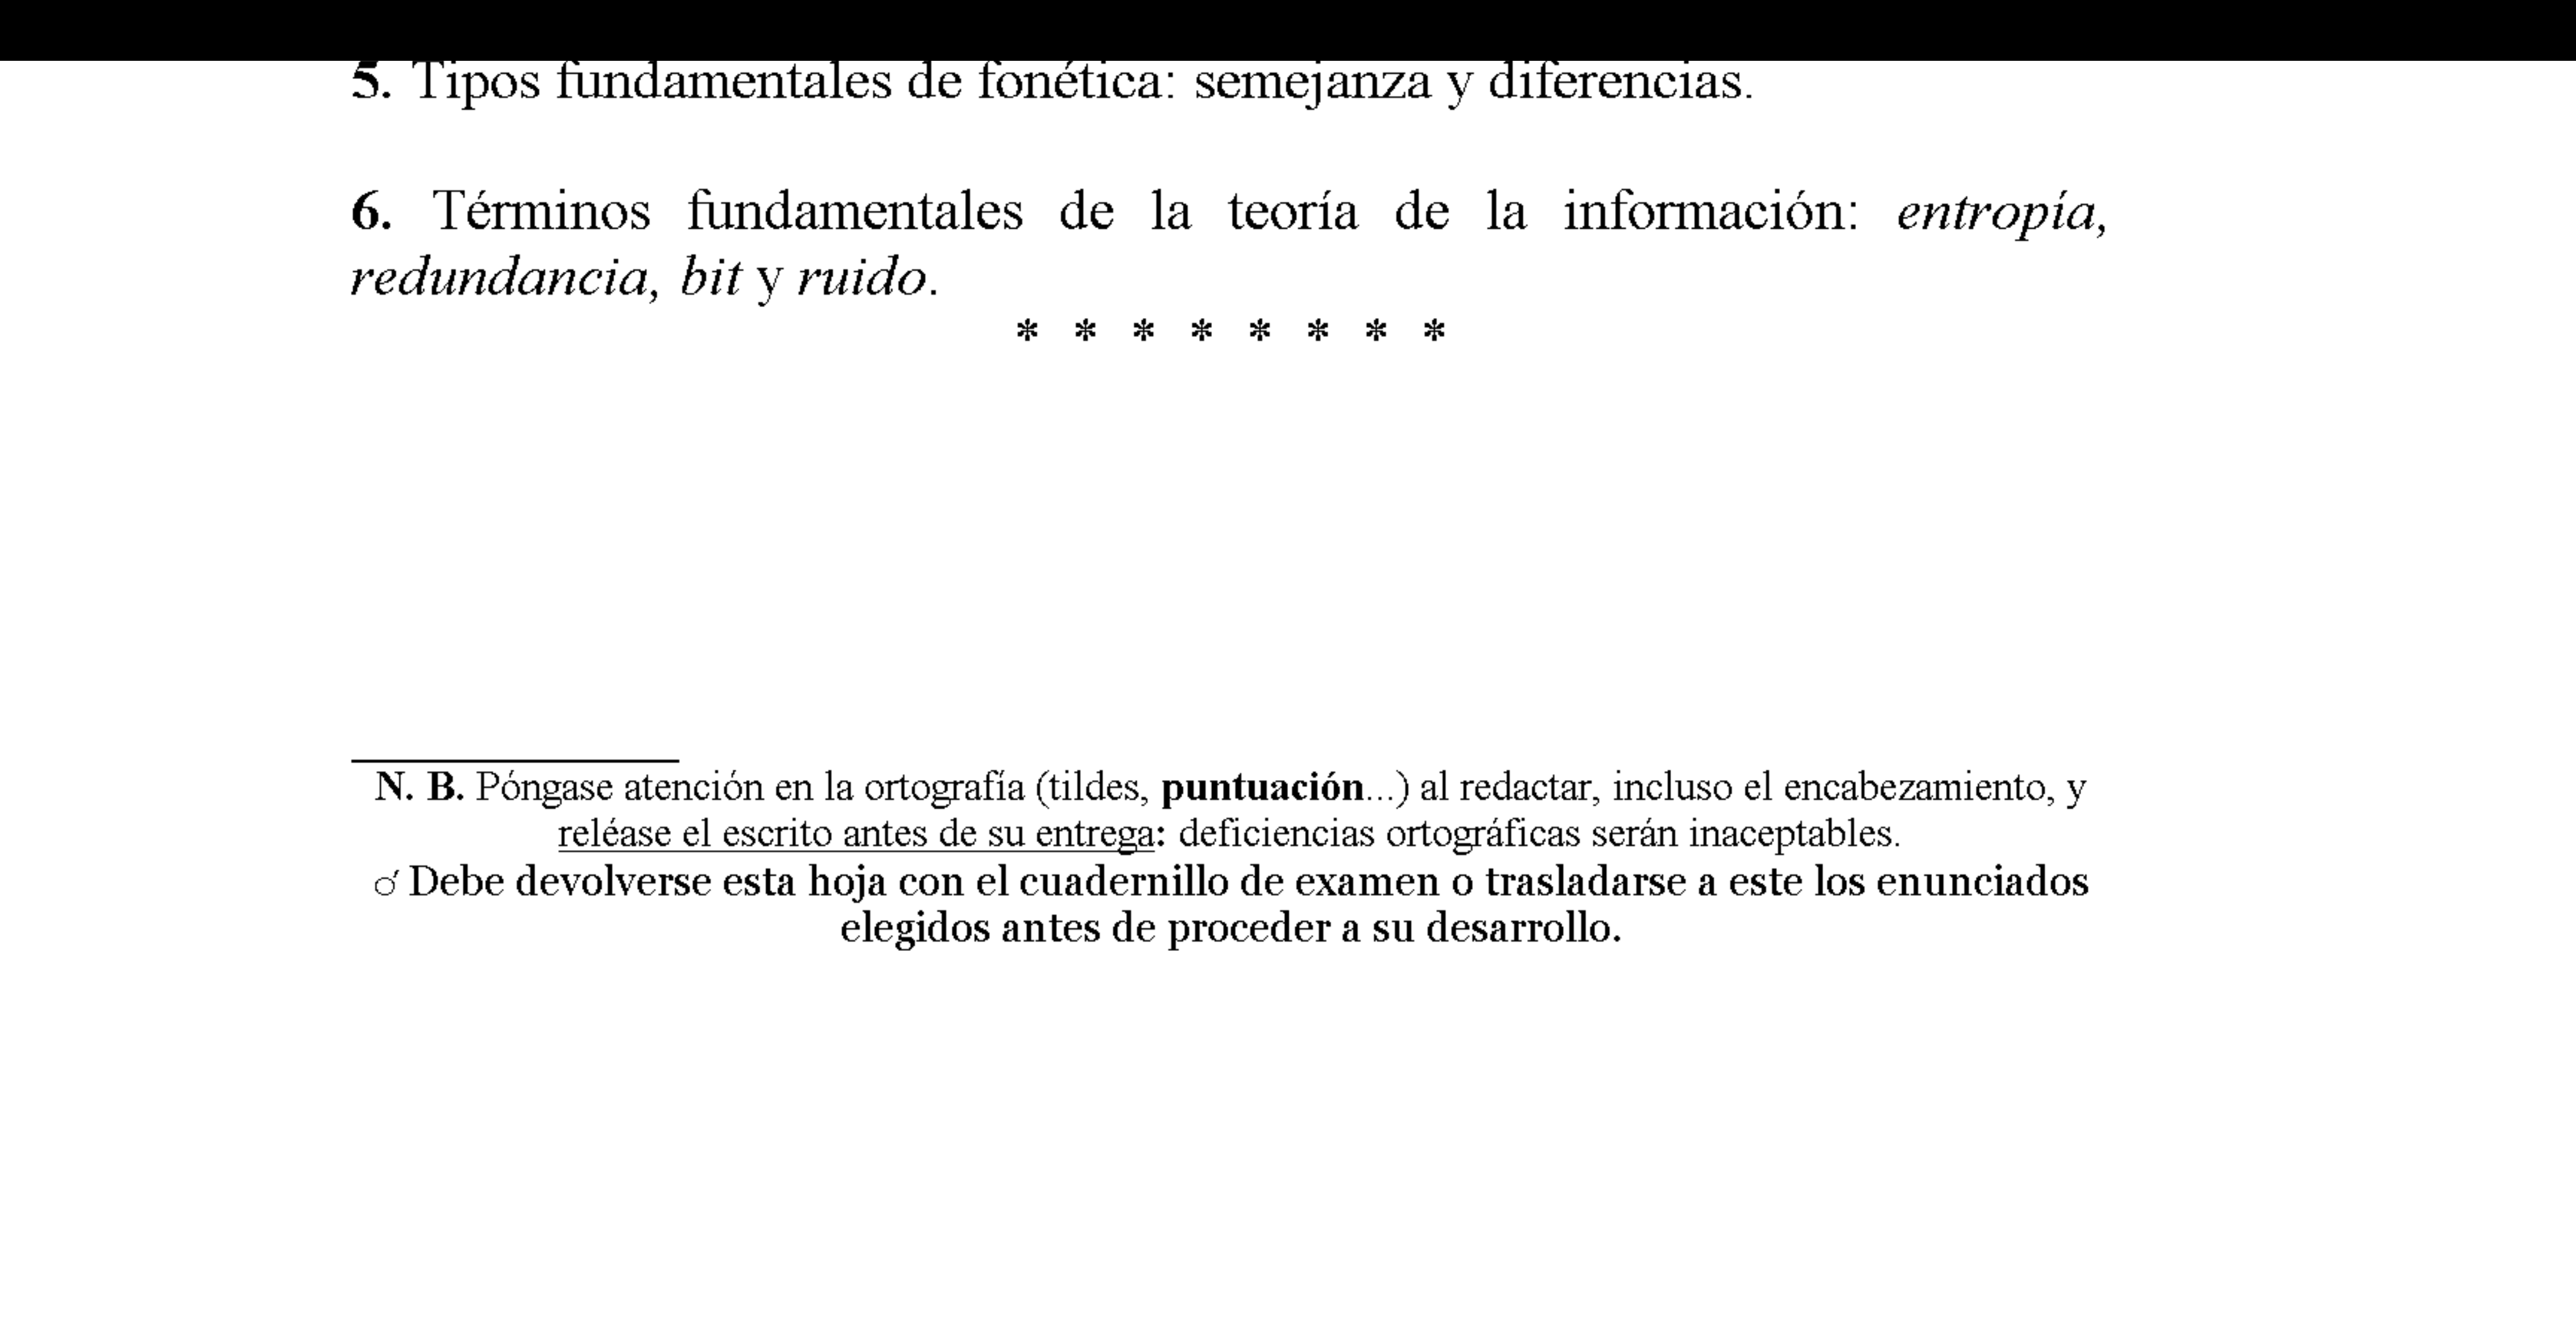 5. Tipos fundamentales de fonética: semejanza y diferencias.
6. Términos fundamentales de la teoría de la información: entropía,
redundancia, bit y ruido.
* * * * * * * *
N. B. Póngase atención en la ortografía (tildes, puntuación...) al redactar, incluso el encabezamiento, y
reléase el escrito antes de su entrega: deficiencias ortográficas serán inaceptables.
♂ Debe devolverse esta hoja con el cuadernillo de examen o trasladarse a este los enunciados
elegidos antes de proceder a su desarrollo.